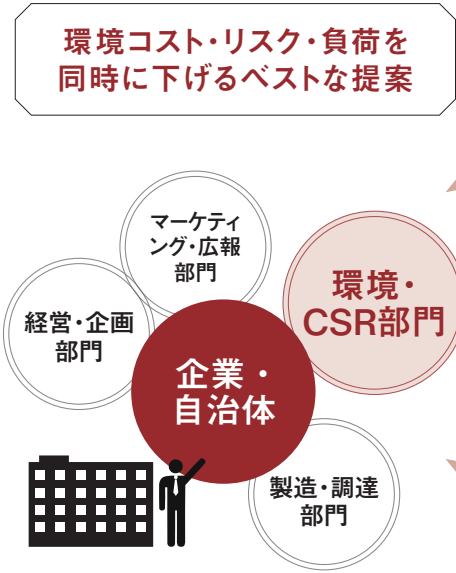 環境コスト・リスク・負荷を
同時に下げるベストな提案
マーケティ
ング・広報
部門
経営・企画
部門
環境・
CSR部門
企業・
自治体
製造・調達
部門